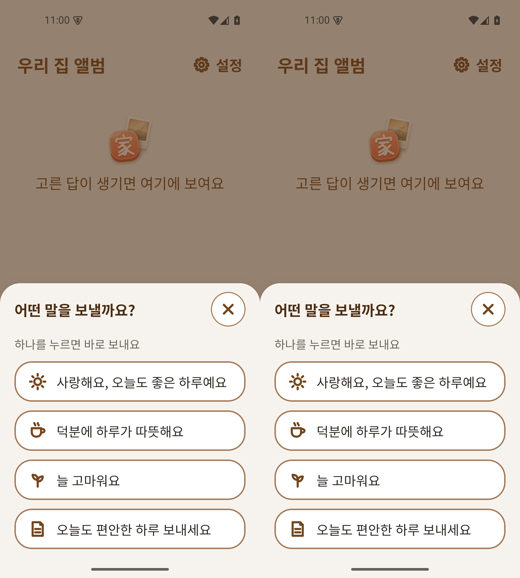 11:00
11:00
우리 집 앨범
설정
우리 집 앨범
설정
家
家
고른 답이 생기면 여기에 보여요
고른 답이 생기면 여기에 보여요
어떤 말을 보낼까요?
어떤 말을 보낼까요?
하나를 누르면 바로 보내요
하나를 누르면 바로 보내요
사랑해요, 오늘도 좋은 하루예요
사랑해요, 오늘도 좋은 하루예요
덕분에 하루가 따뜻해요
덕분에 하루가 따뜻해요
늘 고마워요
늘 고마워요
오늘도 편안한 하루 보내세요
오늘도 편안한 하루 보내세요